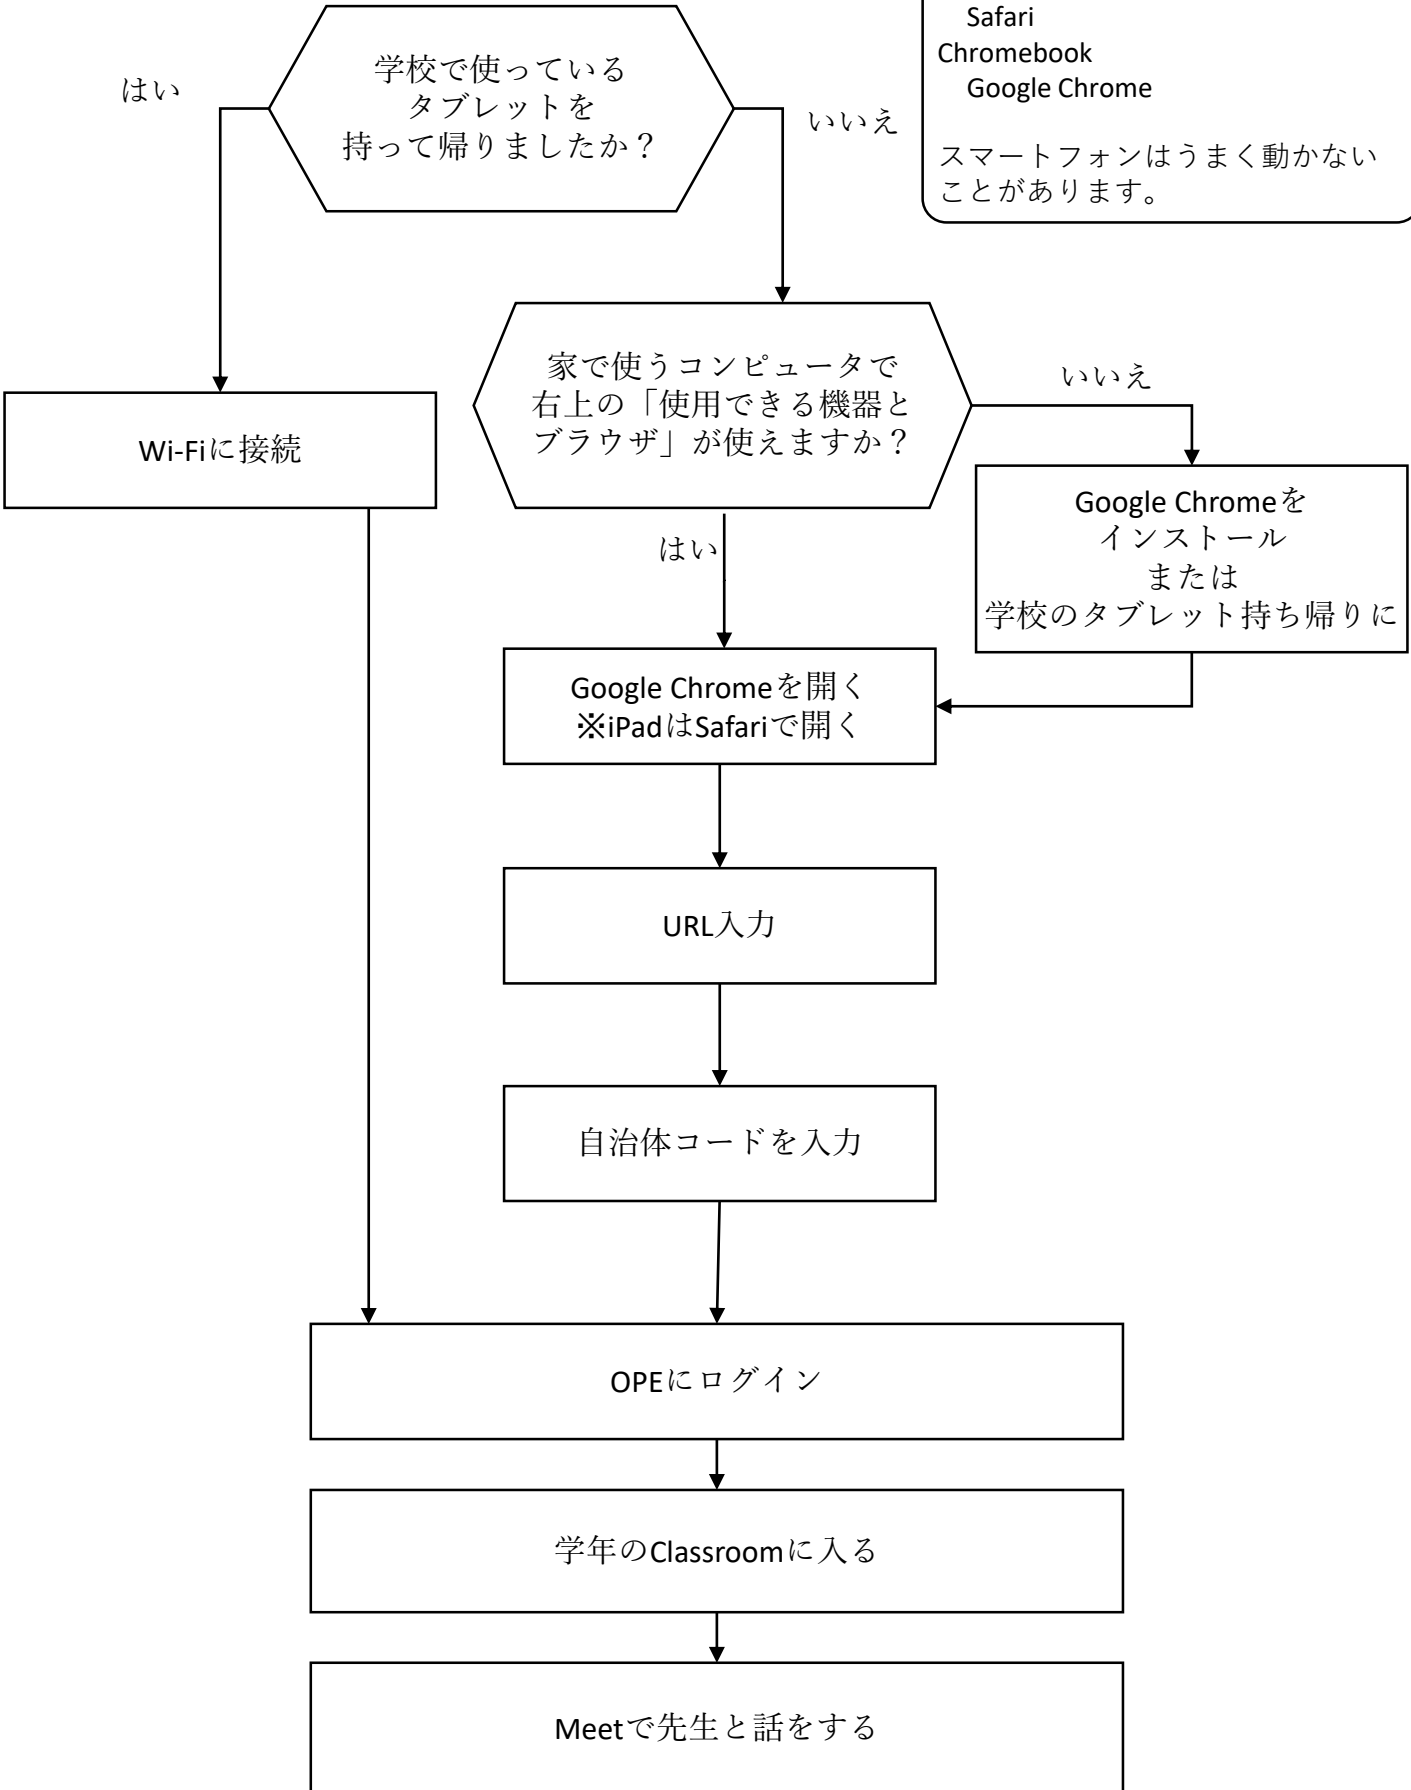 Safari
Chromebook
Google Chrome
スマートフォンはうまく動かない
ことがあります。
学校で使っている
タブレットを
持って帰りましたか？
はい
いいえ
家で使うコンピュータで
右上の「使用できる機器と
ブラウザ」が使えますか？
いいえ
はい
Wi-Fiに接続
Google Chromeを
インストール
または
学校のタブレット持ち帰りに
Google Chromeを開く
※iPadはSafariで開く
URL入力
自治体コードを入力
OPEにログイン
学年のClassroomに入る
Meetで先生と話をする